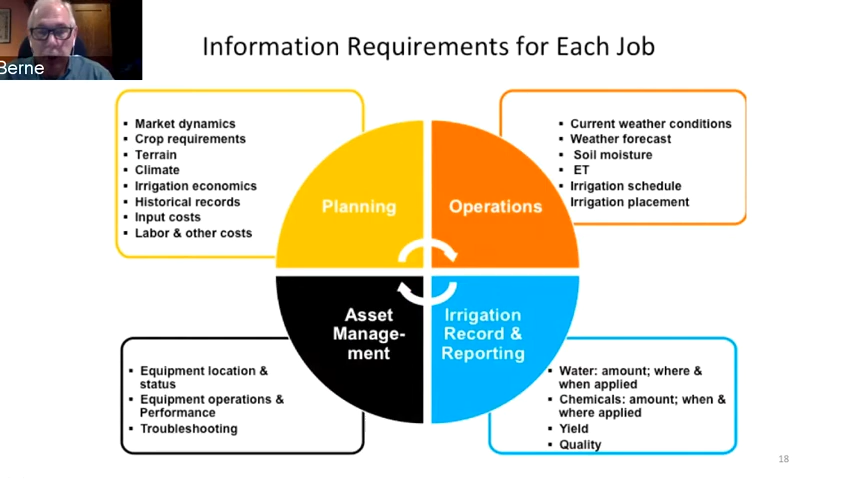 Berne
Information Requirements for Each Job
▪ Market dynamics
▪ Crop requirements
▪ Terrain
▪ Climate
▪ Irrigation economics
▪ Historical records
▪ Input costs
▪ Labor & other costs
▪ Current weather conditions
▪ Weather forecast
▪ Soil moisture
▪ ET
▪ Irrigation schedule
Irrigation placement
Planning
Operations
Asset
Manage-
ment
Irrigation
Record &
Reporting
▪ Equipment location &
status
▪ Equipment operations &
Performance
▪ Troubleshooting
▪ Water: amount; where &
when applied
▪ Chemicals: amount; when &
where applied
▪ Yield
▪ Quality
18